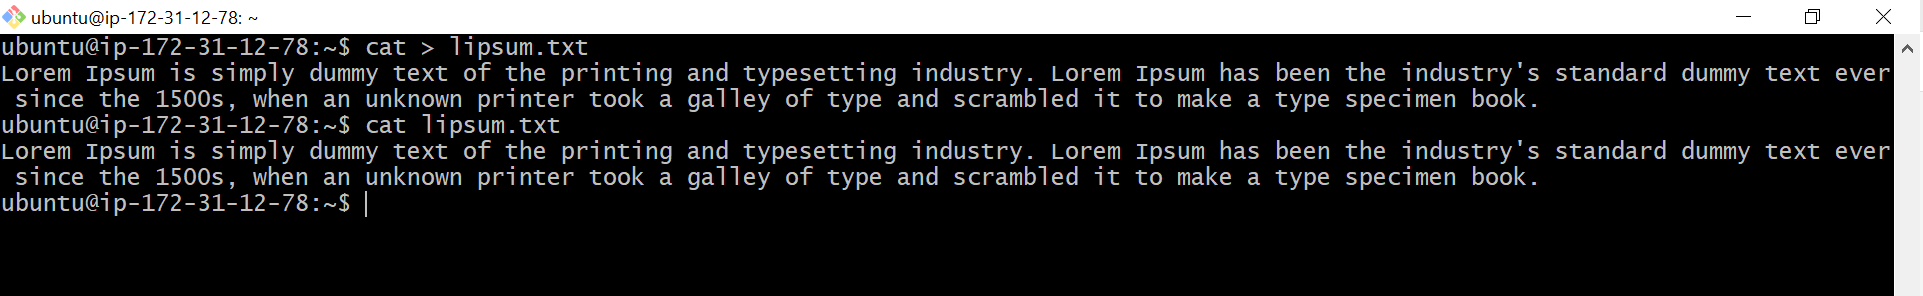 ubuntu@ip-172-31-12-78: ~
ubuntu@ip-172-31-12-78:~$ cat > lipsum.txt
Lorem Ipsum is simply dummy text of the printing and typesetting industry. Lorem Ipsum has been the industry's standard dummy text ever
since the 1500s, when an unknown printer took a galley of type and scrambled it to make a type specimen book.
ubuntu@ip-172-31-12-78:~$ cat lipsum.txt
Lorem Ipsum is simply dummy text of the printing and typesetting industry. Lorem Ipsum has been the industry's standard dummy text ever
since the 1500s, when an unknown printer took a galley of type and scrambled it to make a type specimen book.
ubuntu@ip-172-31-12-78:~$